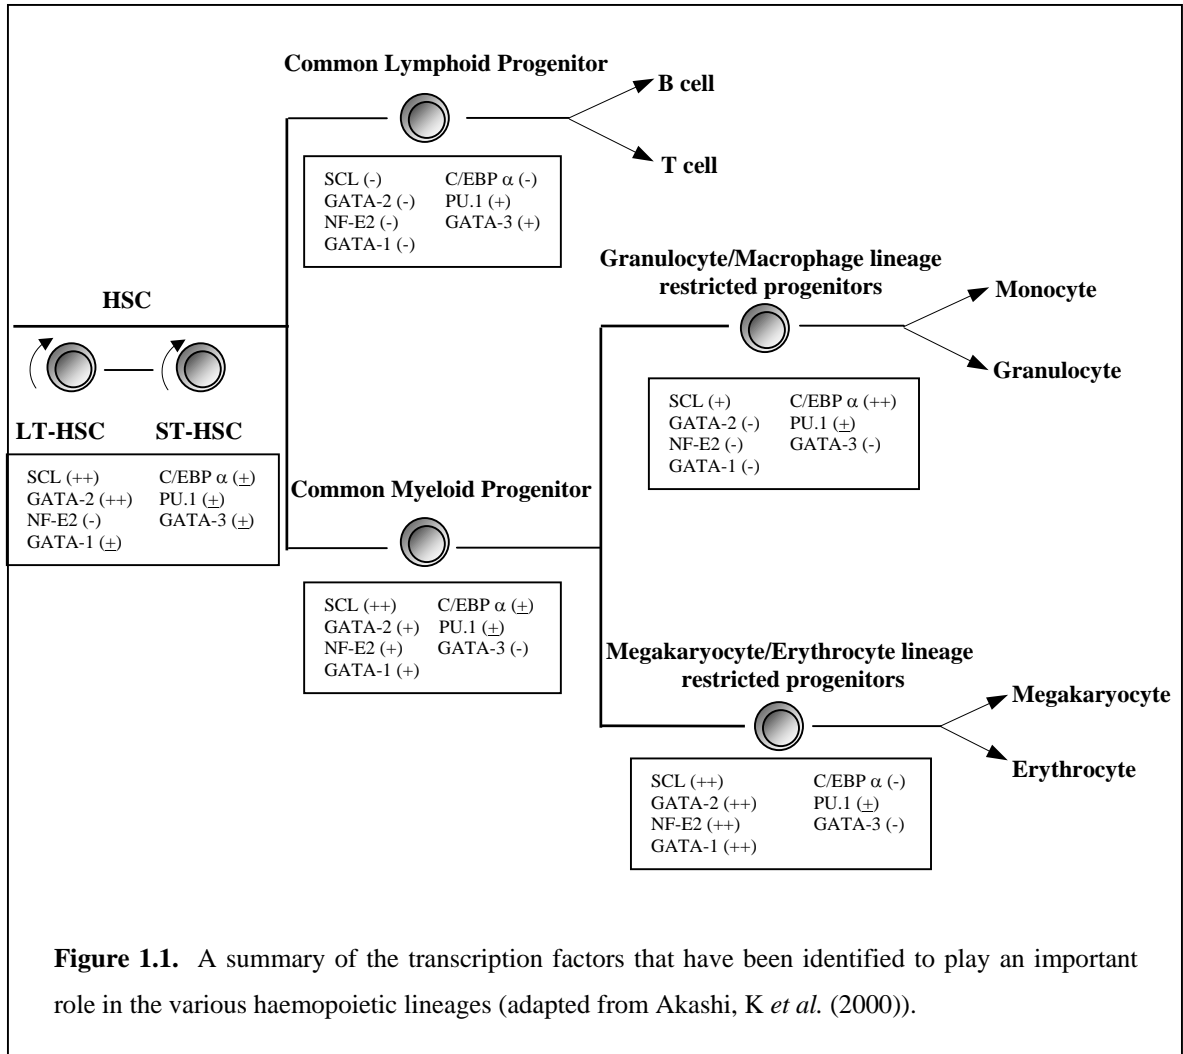 Common Lymphoid Progenitor
B cell
T cell
SCL (-) C/EBP α (-)
GATA-2 (-) PU.1 (+)
NF-E2 (-) GATA-3 (+)
GATA-1 (-)
Granulocyte/Macrophage lineage
restricted progenitors
Monocyte
Granulocyte
SCL (+) C/EBP α (++)
GATA-2 (-) PU.1 (±)
NF-E2 (-) GATA-3 (-)
GATA-1 (-)
HSC
LT-HSC ST-HSC
SCL (++) C/EBP α (±)
GATA-2 (++) PU.1 (±)
NF-E2 (-) GATA-3 (±)
GATA-1 (±)
Common Myeloid Progenitor
SCL (++) C/EBP α (±)
GATA-2 (+) PU.1 (±)
NF-E2 (+) GATA-3 (-)
GATA-1 (+)
Megakaryocyte/Erythrocyte lineage
restricted progenitors
Megakaryocyte
Erythrocyte
SCL (++) C/EBP α (-)
GATA-2 (++) PU.1 (±)
NF-E2 (++) GATA-3 (-)
GATA-1 (++)
Figure 1.1. A summary of the transcription factors that have been identified to play an important
role in the various haemopoietic lineages (adapted from Akashi, K et al. (2000)).